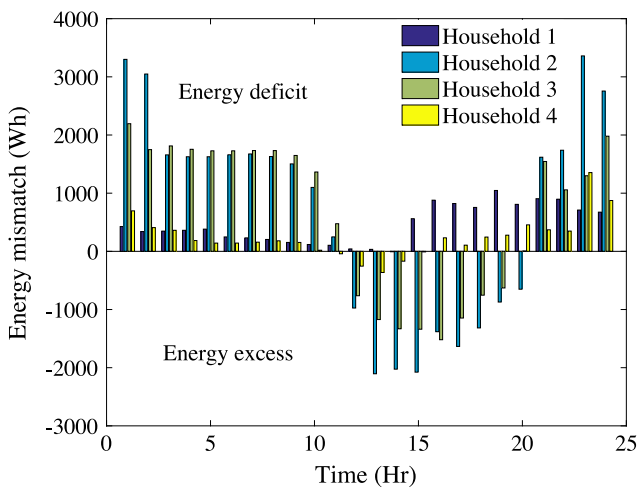 4000
3000
2000
1000
0
-1000
-2000
-3000
Energy mismatch (Wh)
Household 1
Household 2
Household 3
Household 4
Energy deficit
Energy excess
0 5 10 15 20 25
Time (Hr)